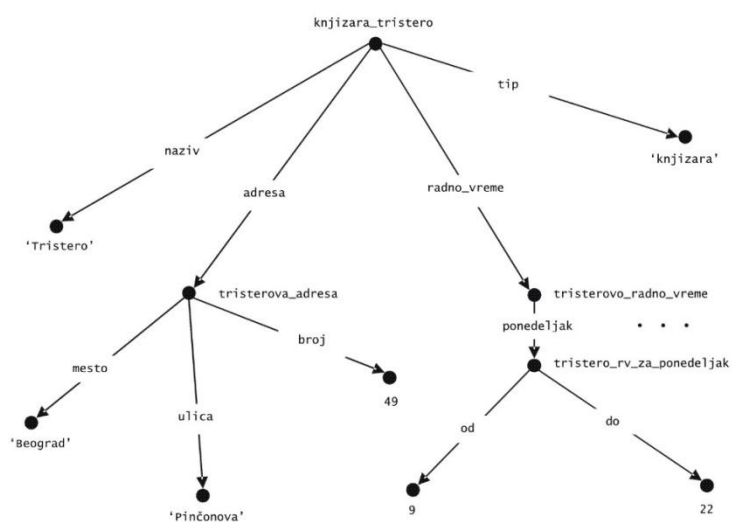 knjizara_tristero
tip
naziv
‘knjizara’
adresa
radno_vreme
‘Tristero’
tristerova_adresa
tristerovo_radno_vreme
ponedeljak
. . .
broj
mesto
tristero_rv_za_ponedeljak
49
ulica
od
do
‘Beograd’
‘Pinčonova’
9
22